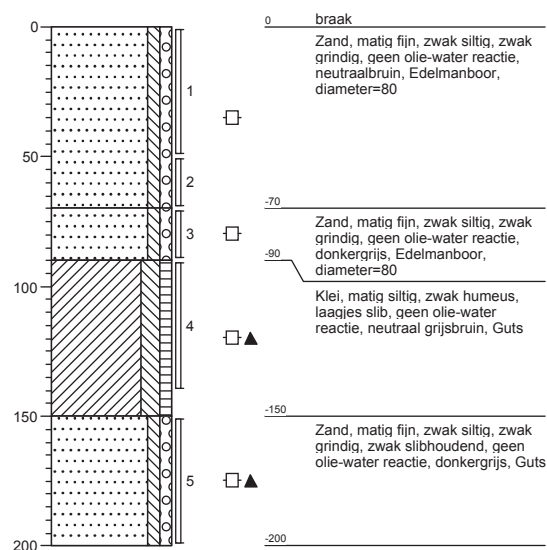 0
50
100
150
200
1
2
3
4
5
0 braak
Zand, matig fijn, zwak siltig, zwak
grindig, geen olie-water reactie,
neutraalbruin, Edelmanboor,
diameter=80
-70
Zand, matig fijn, zwak siltig, zwak
grindig, geen olie-water reactie,
donkergrijs, Edelmanboor,
diameter=80
-90
Klei, matig siltig, zwak humeus,
laagjes slib, geen olie-water
reactie, neutraal grijsbruin, Guts
-150
Zand, matig fijn, zwak siltig, zwak
grindig, zwak slibhoudend, geen
olie-water reactie, donkergrijs, Guts
-200